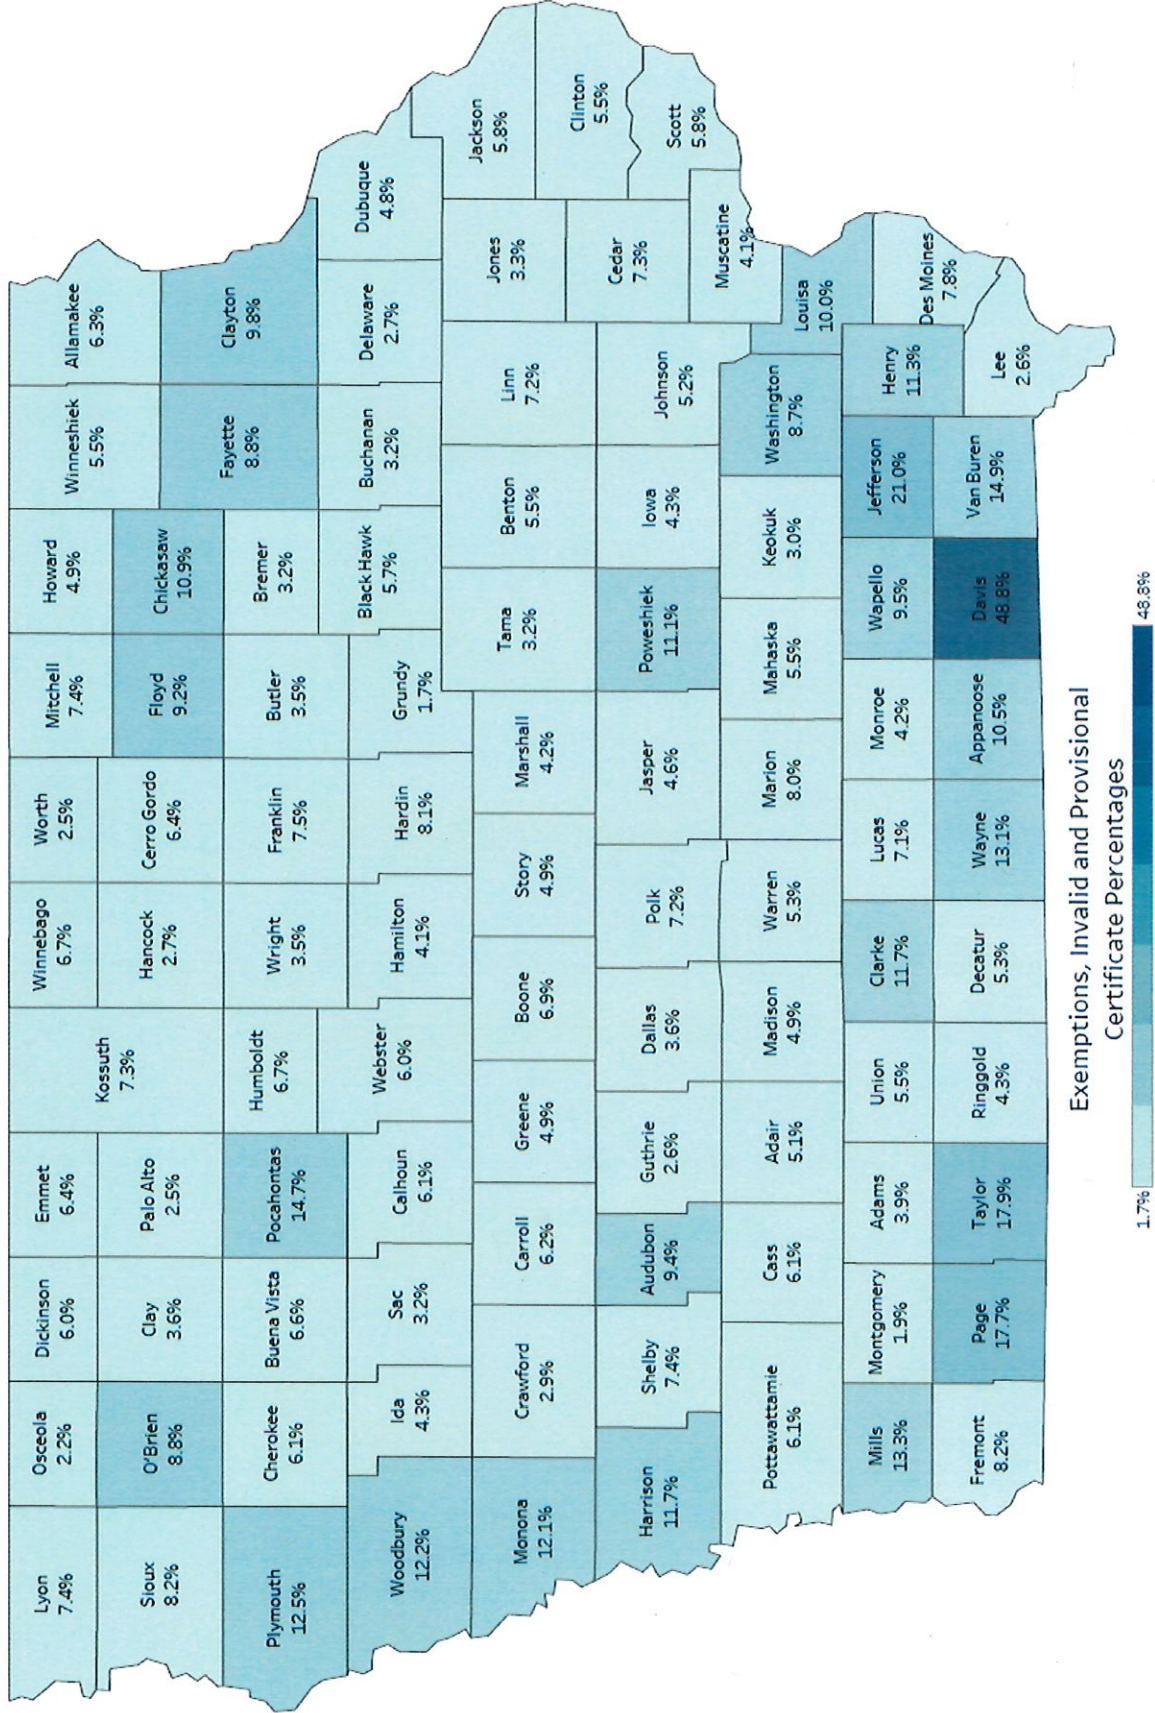 Lyon
7.4%
Osceola
2.2%
Dickinson
6.0%
Emmet
6.4%
Kossuth
7.3%
Winnebago
6.7%
Worth
2.5%
Mitchell
7.4%
Howard
4.9%
Winneshiek
5.5%
Allamakee
6.3%
Sioux
8.2%
O'Brien
8.8%
Clay
3.6%
Palo Alto
2.5%
Hancock
2.7%
Cerro Gordo
6.4%
Floyd
9.2%
Chickasaw
10.9%
Plymouth
12.5%
Cherokee
6.1%
Buena Vista
6.6%
Pocahontas
14.7%
Humboldt
6.7%
Wright
3.5%
Franklin
7.5%
Butler
3.5%
Bremer
3.2%
Fayette
8.8%
Clayton
9.8%
Woodbury
12.2%
Ida
4.3%
Sac
3.2%
Calhoun
6.1%
Webster
6.0%
Hamilton
4.1%
Hardin
8.1%
Grundy
1.7%
Black Hawk
5.7%
Buchanan
3.2%
Delaware
2.7%
Dubuque
4.8%
Monona
12.1%
Crawford
2.9%
Carroll
6.2%
Greene
4.9%
Boone
6.9%
Story
4.9%
Marshall
4.2%
Tama
3.2%
Benton
5.5%
Linn
7.2%
Jones
3.3%
Jackson
5.8%
Clinton
5.5%
Harrison
11.7%
Shelby
7.4%
Audubon
9.4%
Guthrie
2.6%
Dallas
3.6%
Polk
7.2%
Jasper
4.6%
Poweshiek
11.1%
Iowa
4.3%
Johnson
5.2%
Cedar
7.3%
Scott
5.8%
Pottawattamie
6.1%
Cass
6.1%
Adair
5.1%
Madison
4.9%
Warren
5.3%
Marion
8.0%
Mahaska
5.5%
Keokuk
3.0%
Washington
8.7%
Muscatine
4.1%
Louisa
10.0%
Mills
13.3%
Montgomery
1.9%
Adams
3.9%
Union
5.5%
Clarke
11.7%
Lucas
7.1%
Monroe
4.2%
Wapello
9.5%
Jefferson
21.0%
Henry
11.3%
Des Moines
7.8%
Fremont
8.2%
Page
17.7%
Taylor
17.9%
Ringgold
4.3%
Decatur
5.3%
Wayne
13.1%
Appanoose
10.5%
Davis
48.8%
Van Buren
14.9%
Lee
2.6%
Exemptions, Invalid and Provisional
Certificate Percentages
1.7%
48.8%